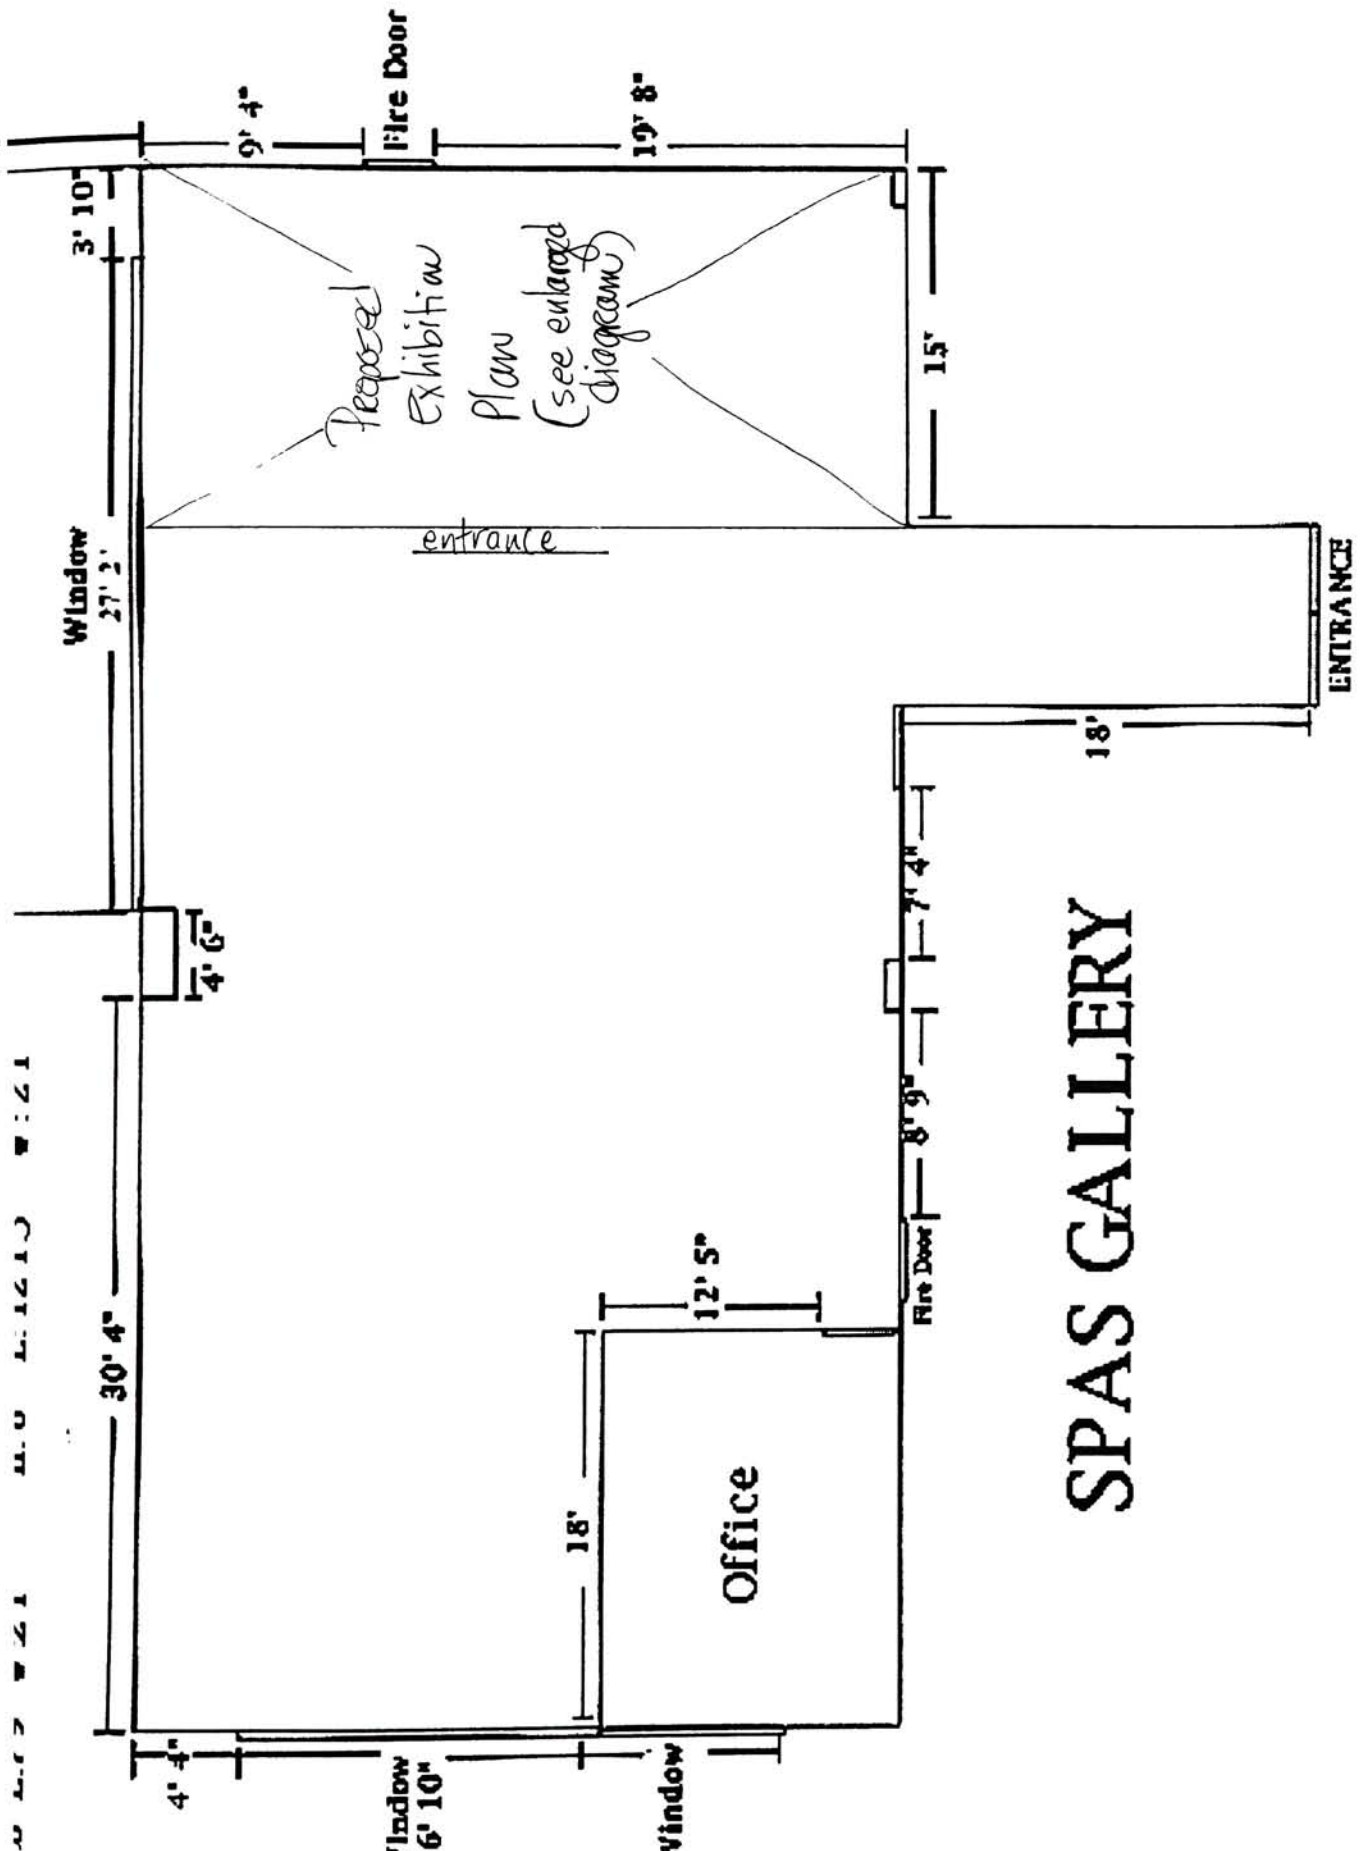 3' 10"
9' 4"
Fire Door
19' 8"
Window
27' 2"
Proposed
Exhibition
Plan
(see enlarged
diagram)
15'
entrance
ENTRANCE
18'
4' 6"
7' 4"
8' 9"
Fire Door
30' 4"
12' 5"
18'
Office
4' 4"
6' 10"
SPAS GALLERY